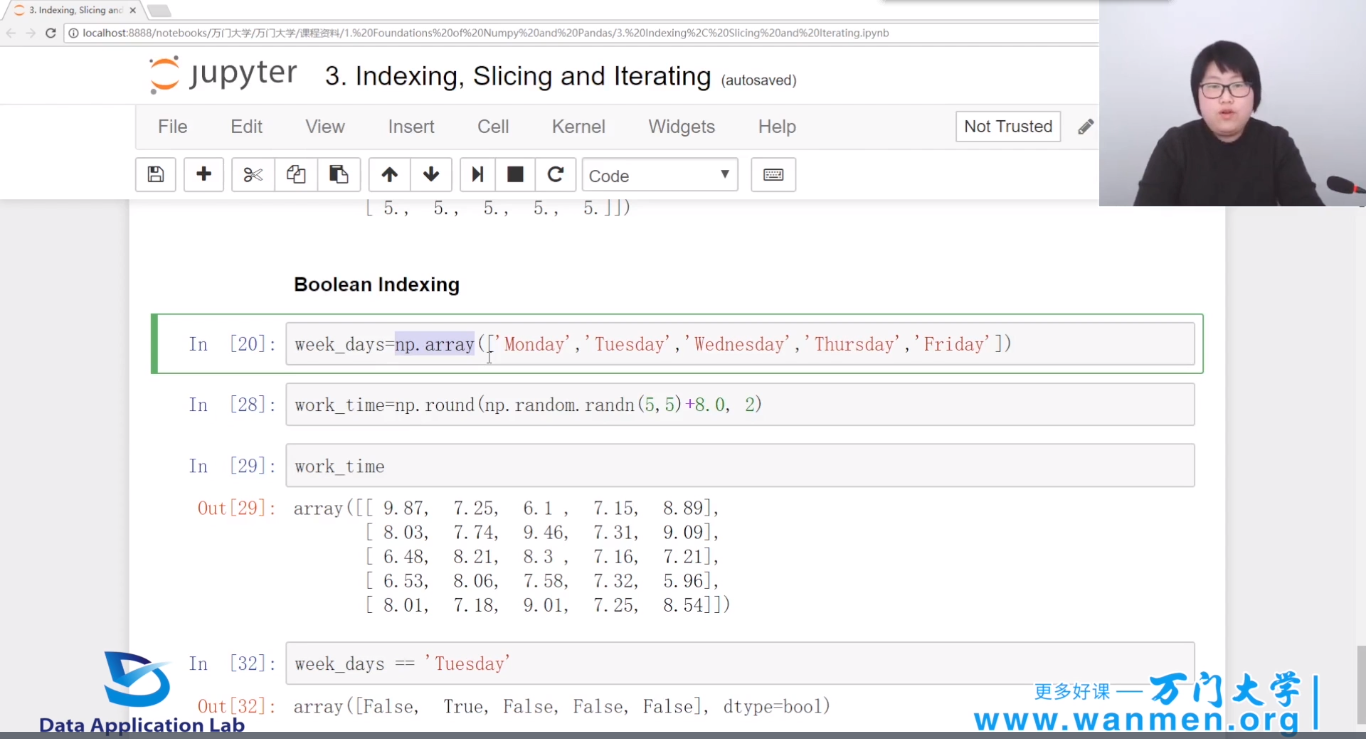 3. Indexing, Slicing and
localhost:8888/notebooks/万门大学/万门大学/课程资料/1.%20Foundations%20of%20Numpy%20and%20Pandas/3.%20Indexing%2C%20Slicing%20and%20Iterating.ipynb
jupyter 3. Indexing, Slicing and Iterating (autosaved)
File Edit View Insert Cell Kernel Widgets Help Not Trusted
Code
[ 5., 5., 5., 5., 5.]])
Boolean Indexing
In [20]: week_days=np.array(['Monday','Tuesday','Wednesday','Thursday','Friday'])
In [28]: work_time=np.round(np.random.randn(5,5)+8.0, 2)
In [29]: work_time
Out[29]: array([[ 9.87, 7.25, 6.1 , 7.15, 8.89],
[ 8.03, 7.74, 9.46, 7.31, 9.09],
[ 6.48, 8.21, 8.3 , 7.16, 7.21],
[ 6.53, 8.06, 7.58, 7.32, 5.96],
[ 8.01, 7.18, 9.01, 7.25, 8.54]])
In [32]: week_days == 'Tuesday'
Out[32]: array([False, True, False, False, False], dtype=bool)
Data Application Lab
更多好课 — 万门大学
www.wanmen.org